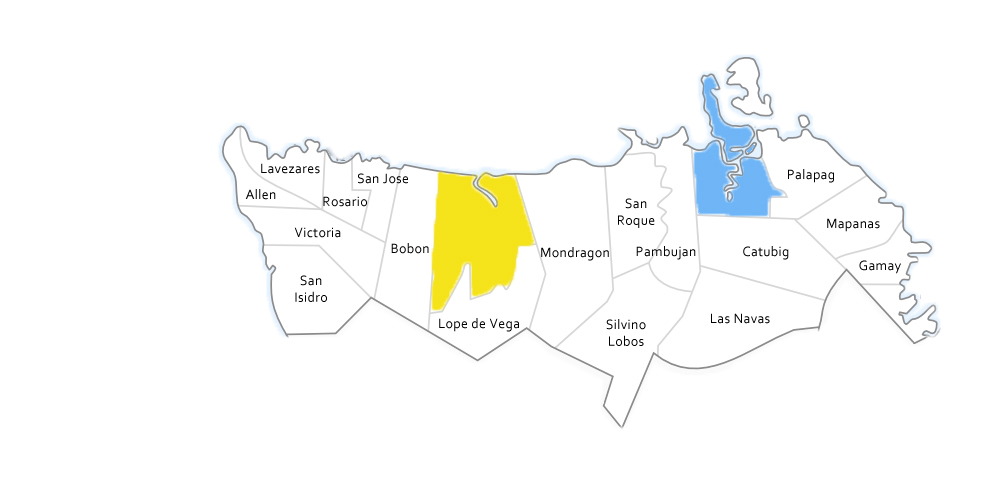 Lavezares
Allen
San Jose
Rosario
Victoria
San
Isidro
Bobon
Lope de Vega
Mondragon
San
Roque
Pambujan
Silvino
Lobos
Palapag
Mapanas
Catubig
Gamay
Las Navas